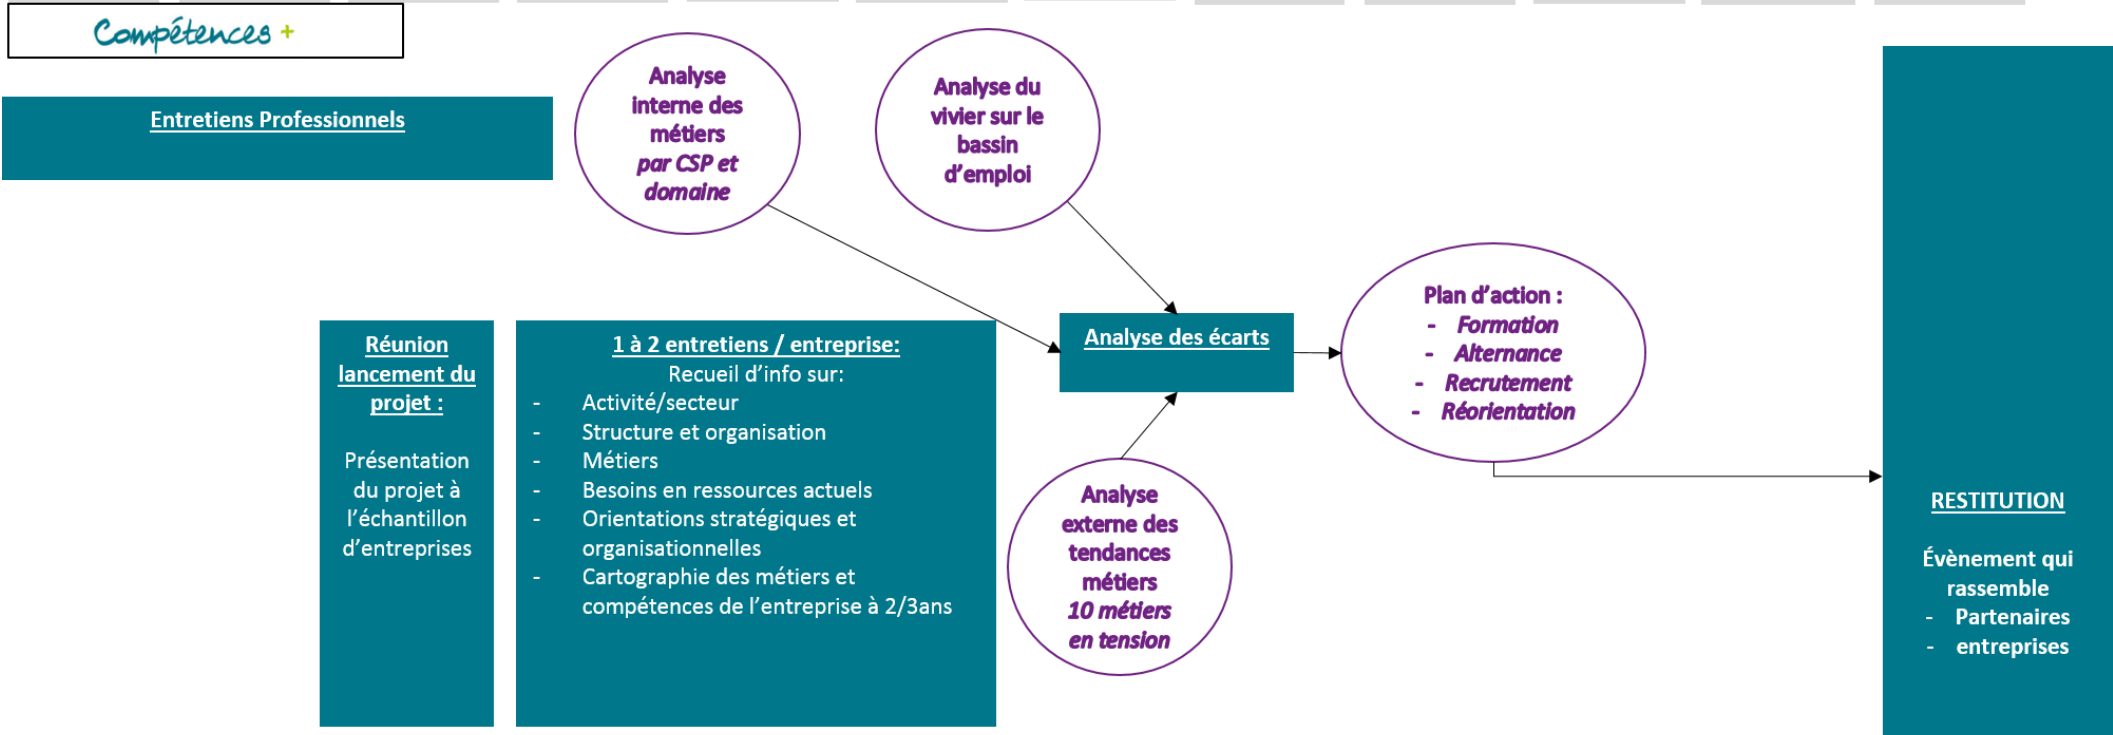 Compétences +
Entretiens Professionnels
Analyse
interne des
métiers
par CSP et
domaine
Analyse du
vivier sur le
bassin
d’emploi
Réunion
lancement du
projet :
Présentation
du projet à
l’échantillon
d’entreprises
1 à 2 entretiens / entreprise:
Recueil d’info sur:
- Activité/secteur
- Structure et organisation
- Métiers
- Besoins en ressources actuels
- Orientations stratégiques et
organisationnelles
- Cartographie des métiers et
compétences de l’entreprise à 2/3ans
Analyse des écarts
Analyse
externe des
tendances
métiers
10 métiers
en tension
Plan d’action :
- Formation
- Alternance
- Recrutement
- Réorientation
RESTITUTION
Évènement qui
rassemble
- Partenaires
- entreprises